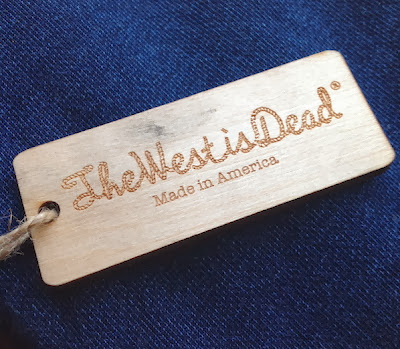 TheWestisDead®
Made in America